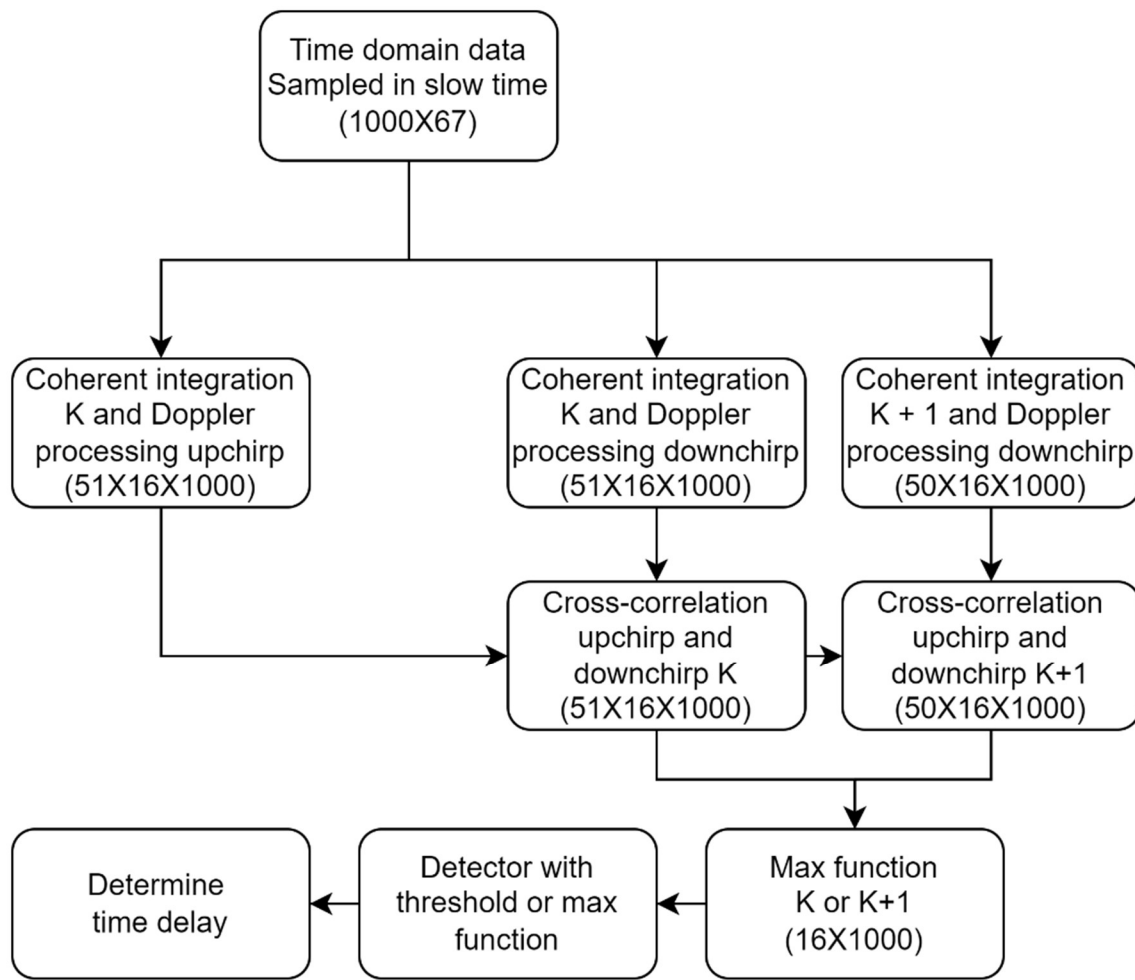 Time domain data
Sampled in slow time
(1000X67)
Coherent integration
K and Doppler
processing upchirp
(51X16X1000)
Coherent integration
K and Doppler
processing downchirp
(51X16X1000)
Coherent integration
K + 1 and Doppler
processing downchirp
(50X16X1000)
Cross-correlation
upchirp and
downchirp K
(51X16X1000)
Cross-correlation
upchirp and
downchirp K+1
(50X16X1000)
Determine
time delay
Detector with
threshold or max
function
Max function
K or K+1
(16X1000)